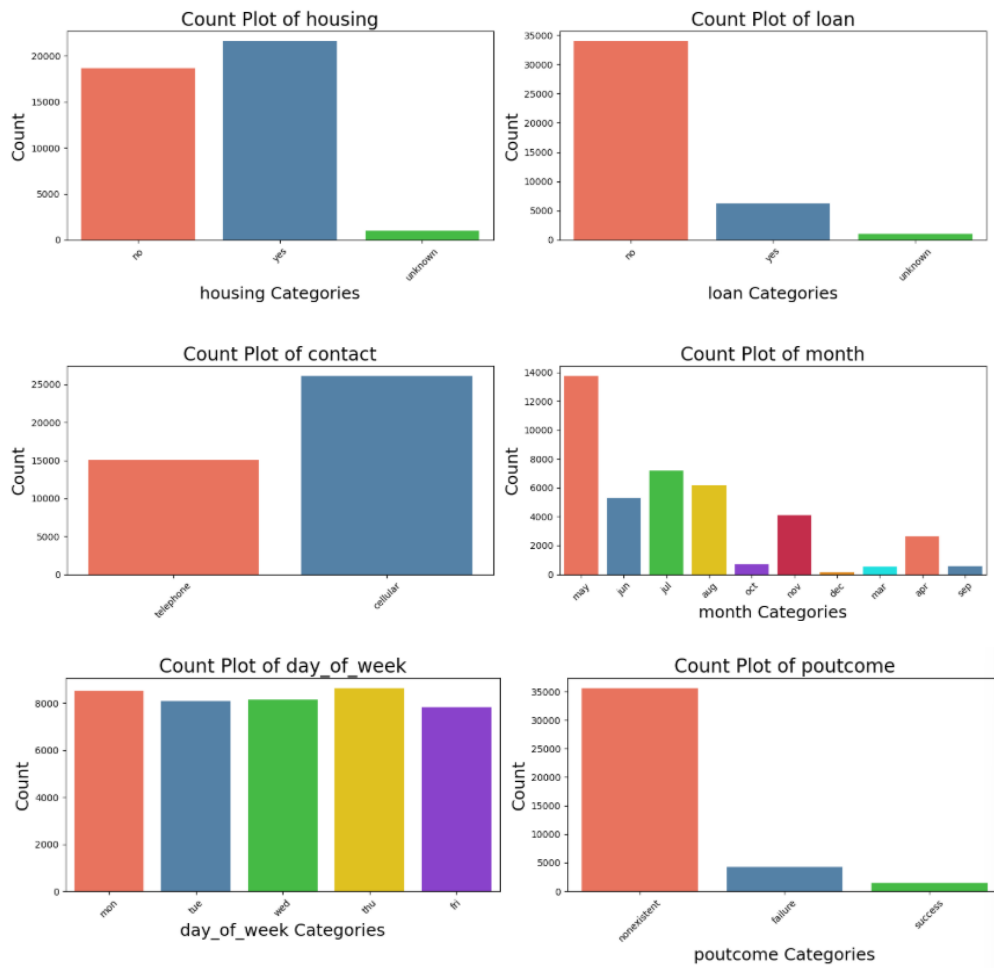 Count Plot of housing
Count
20000
15000
10000
5000
0
no
yes
unknown
housing Categories
Count Plot of loan
Count
35000
30000
25000
20000
15000
10000
5000
0
no
yes
unknown
loan Categories
Count Plot of contact
Count
25000
20000
15000
10000
5000
0
telephone
cellular
Count Plot of month
Count
14000
12000
10000
8000
6000
4000
2000
0
may
jun
jul
aug
oct
nov
dec
mar
apr
sep
month Categories
Count Plot of day_of_week
Count
8000
6000
4000
2000
0
mon
tue
wed
thu
fri
day_of_week Categories
Count Plot of poutcome
Count
35000
30000
25000
20000
15000
10000
5000
0
nonexistent
failure
success
poutcome Categories